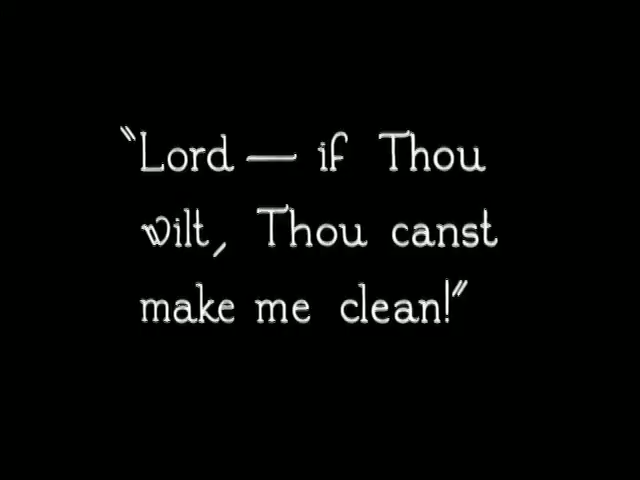 “Lord — if Thou
wilt, Thou canst
make me clean!”